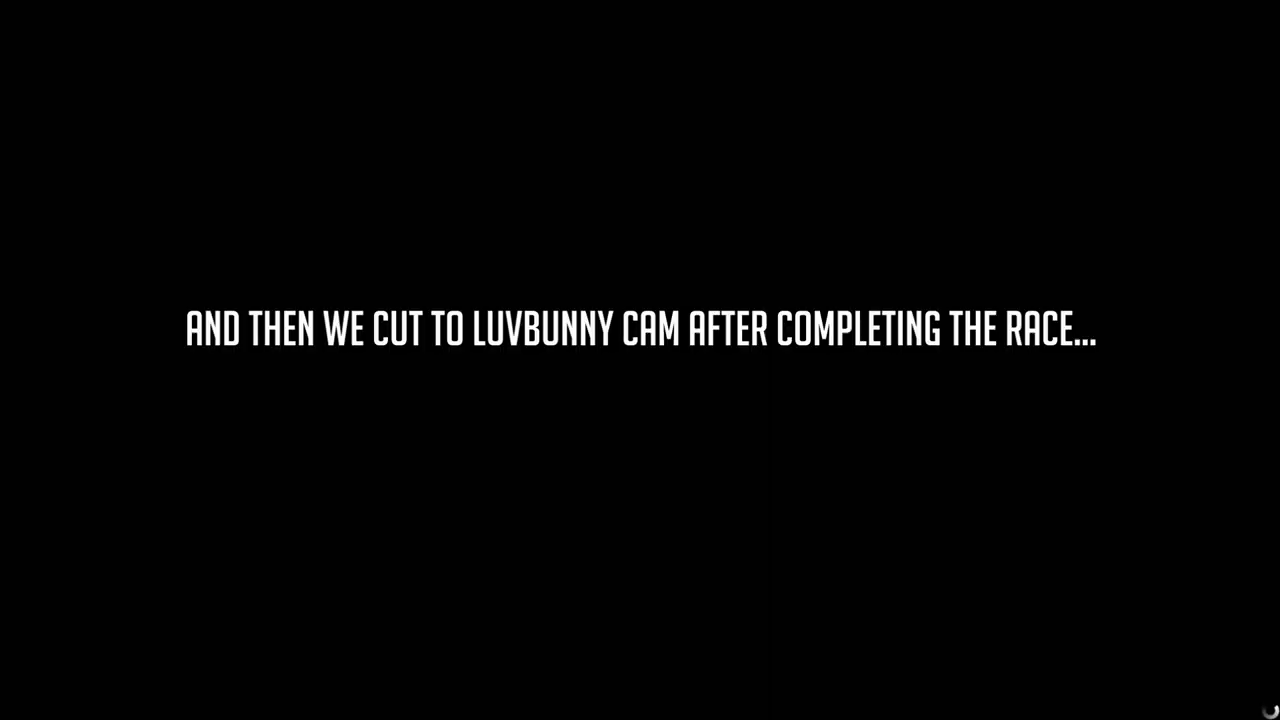 AND THEN WE CUT TO LUVBUNNY CAM AFTER COMPLETING THE RACE...